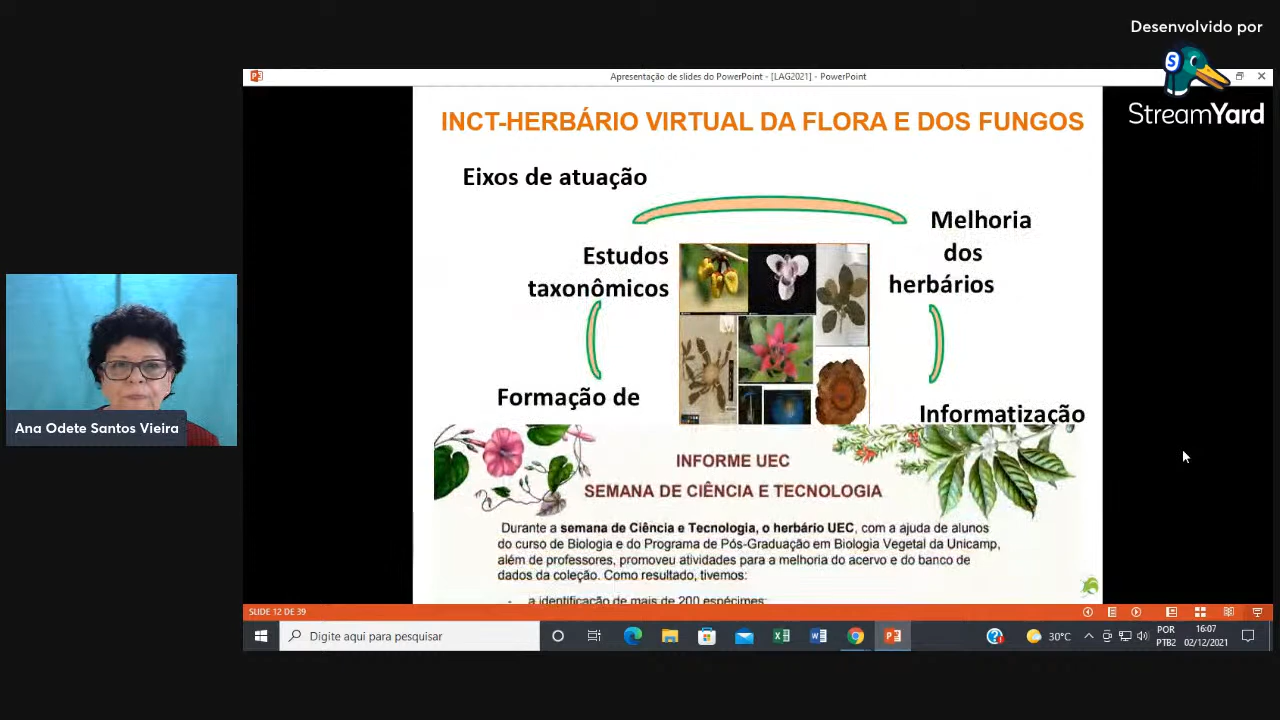 Desenvolvido por
StreamYard
Apresentação de slides do PowerPoint - [LAG2021] - PowerPoint
INCT-HERBÁRIO VIRTUAL DA FLORA E DOS FUNGOS
Eixos de atuação
Melhoria
dos
herbários
Estudos
taxonômicos
Formação de
Informatização
Ana Odete Santos Vieira
INFORME UEC
SEMANA DE CIÊNCIA E TECNOLOGIA
Durante a semana de Ciência e Tecnologia, o herbário UEC, com a ajuda de alunos
do curso de Biologia e do Programa de Pós-Graduação em Biologia Vegetal da Unicamp,
além de professores, promoveu atividades para a melhoria do acervo e do banco de
dados da coleção. Como resultado, tivemos:
- a identificação de mais de 200 espécimes;
SLIDE 12 DE 39
Digite aqui para pesquisar
30°C
POR
PTB2
16:07
02/12/2021